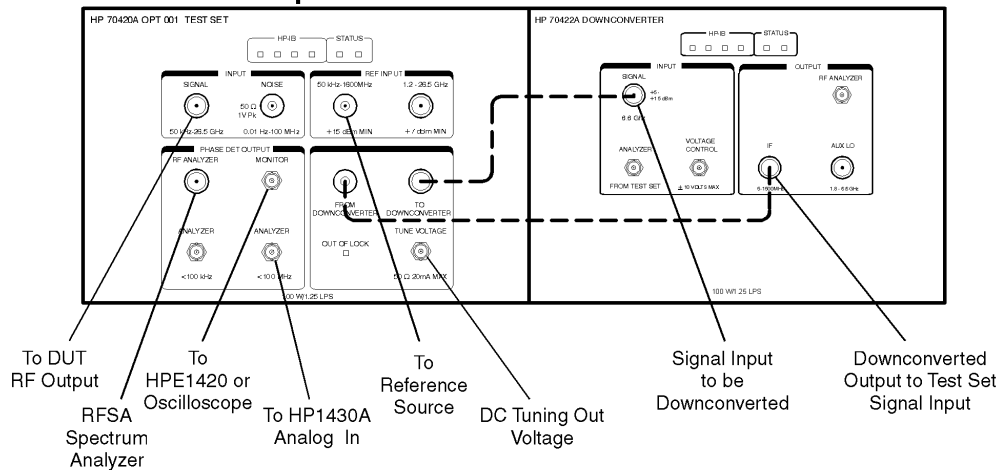 HP 70420A OPT 001 TEST SET
HP-IB
STATUS
INPUT
SIGNAL
NOISE
50 Ω
1V Pk
50 kHz-26.5 GHz
0.01 Hz-100 MHz
REF INPUT
50 kHz-1600MHz
1.2 - 26.5 GHz
+15 dBm MIN
+7 dBm MIN
PHASE DET OUTPUT
RF ANALYZER
MONITOR
ANALYZER
ANALYZER
<100 kHz
<100 MHz
FROM
DOWNCONVERTER
TO
DOWNCONVERTER
OUT OF LOCK
TUNE VOLTAGE
50 Ω 20mA MAX
100 W/1.25 LPS
HP 70422A DOWNCONVERTER
HP-IB
STATUS
INPUT
SIGNAL
+5-
+15 dBm
6.6 GHz
ANALYZER
FROM TEST SET
VOLTAGE
CONTROL
± 10 VOLTS MAX
OUTPUT
RF ANALYZER
IF
AUX LO
1.8 - 6.6 GHz
100 W/1.25 LPS
To DUT
RF Output
RFSA
Spectrum
Analyzer
To
HPE1420 or
Oscilloscope
To HP1430A
Analog In
To
Reference
Source
DC Tuning Out
Voltage
Signal Input
to be
Downconverted
Downconverted
Output to Test Set
Signal Input